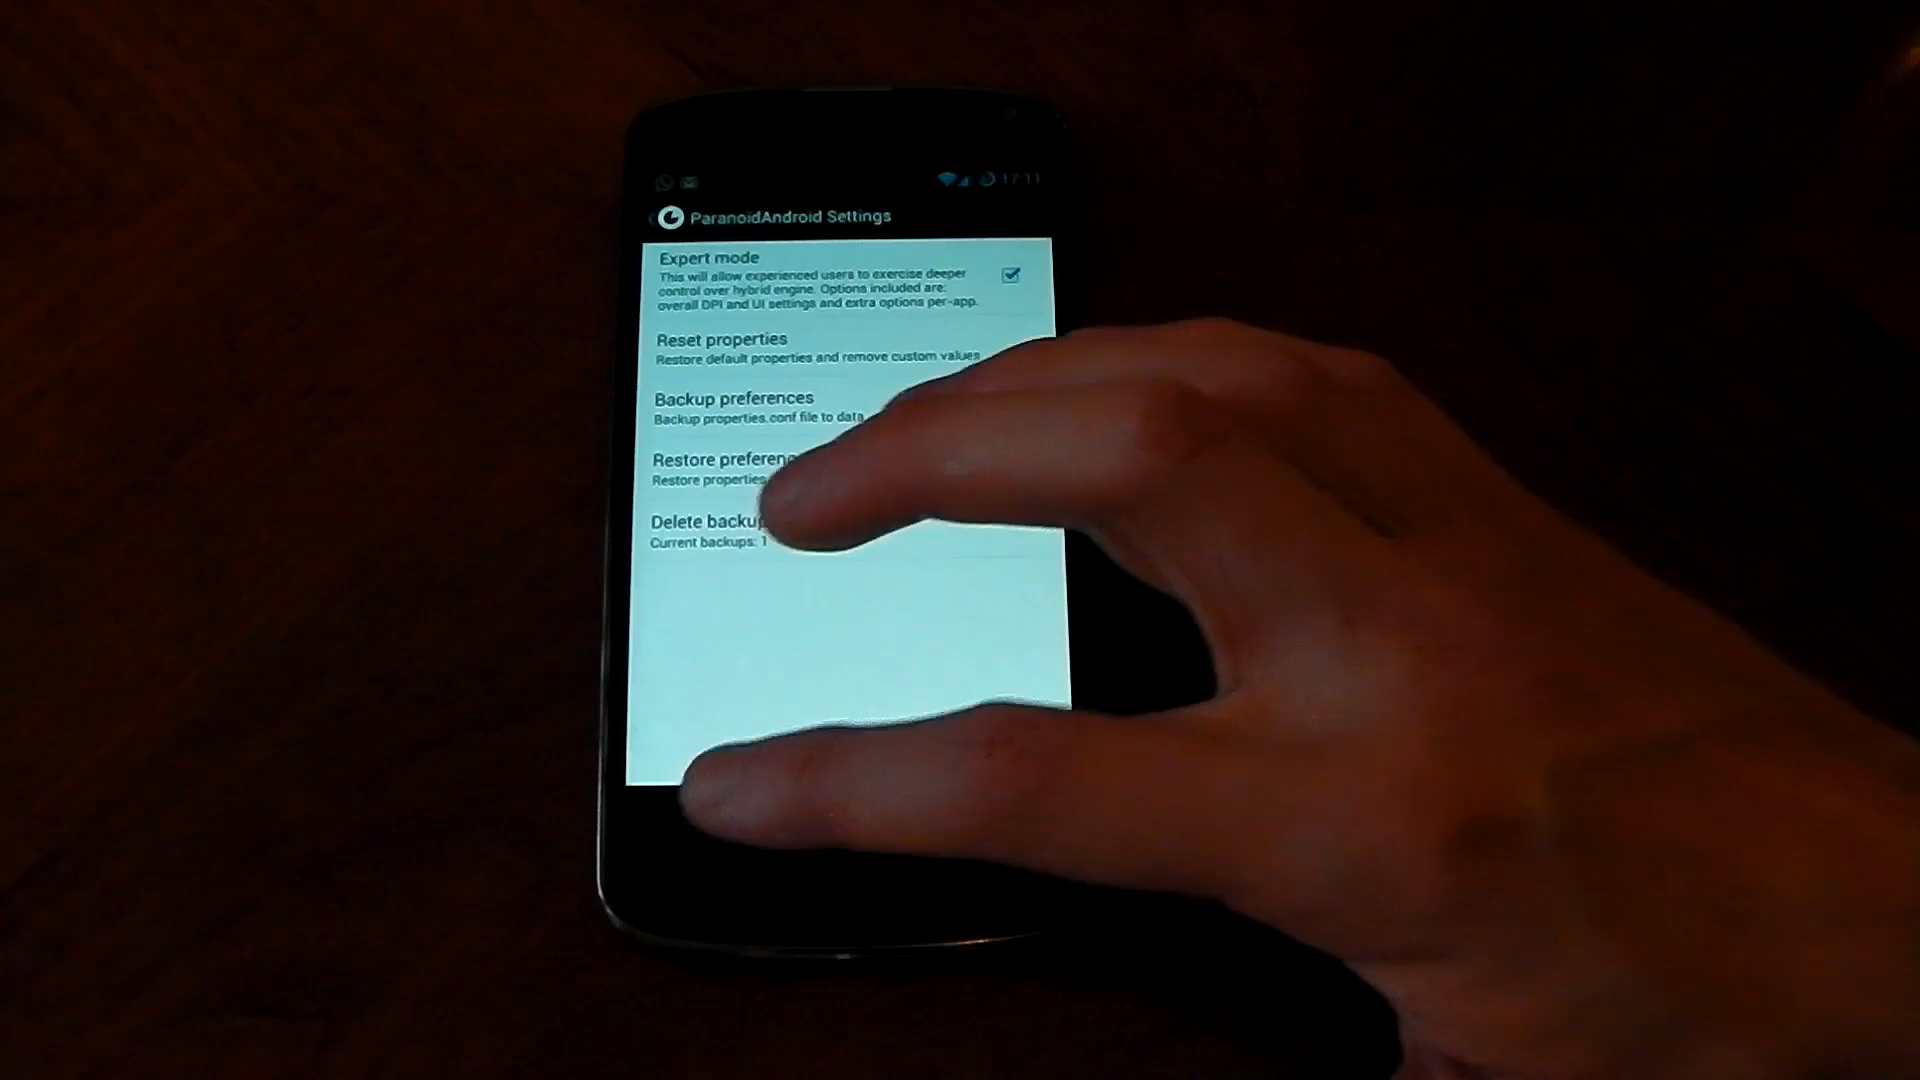 17:11
ParanoidAndroid Settings
Expert mode
This will allow experienced users to exercise deeper
control over hybrid engine. Options included are:
overall DPI and UI settings and extra options per-app.
Reset properties
Restore default properties and remove custom values
Backup preferences
Backup properties.conf file to data
Restore
Restore properties
Delete backup
Current backups: 1